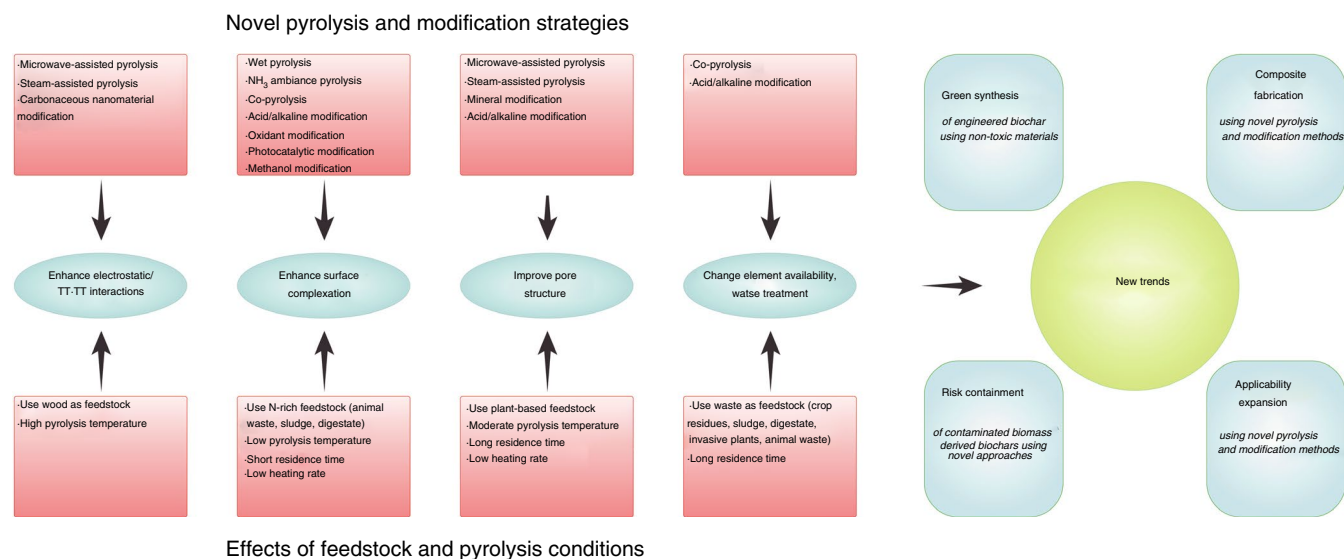 Novel pyrolysis and modification strategies
·Microwave-assisted pyrolysis
·Steam-assisted pyrolysis
·Carbonaceous nanomaterial
modification
·Wet pyrolysis
·NH₃ ambiance pyrolysis
·Co-pyrolysis
·Acid/alkaline modification
·Oxidant modification
·Photocatalytic modification
·Methanol modification
·Microwave-assisted pyrolysis
·Steam-assisted pyrolysis
·Mineral modification
·Acid/alkaline modification
·Co-pyrolysis
·Acid/alkaline modification
Enhance electrostatic/
TT-TT interactions
Enhance surface
complexation
Improve pore
structure
Change element availability,
watse treatment
·Use wood as feedstock
·High pyrolysis temperature
·Use N-rich feedstock (animal
waste, sludge, digestate)
·Low pyrolysis temperature
·Short residence time
·Low heating rate
·Use plant-based feedstock
·Moderate pyrolysis temperature
·Long residence time
·Low heating rate
·Use waste as feedstock (crop
residues, sludge, digestate,
invasive plants, animal waste)
·Long residence time
Effects of feedstock and pyrolysis conditions
Green synthesis
of engineered biochar
using non-toxic materials
Composite
fabrication
using novel pyrolysis
and modification methods
New trends
Risk containment
of contaminated biomass
derived biochars using
novel approaches
Applicability
expansion
using novel pyrolysis
and modification methods